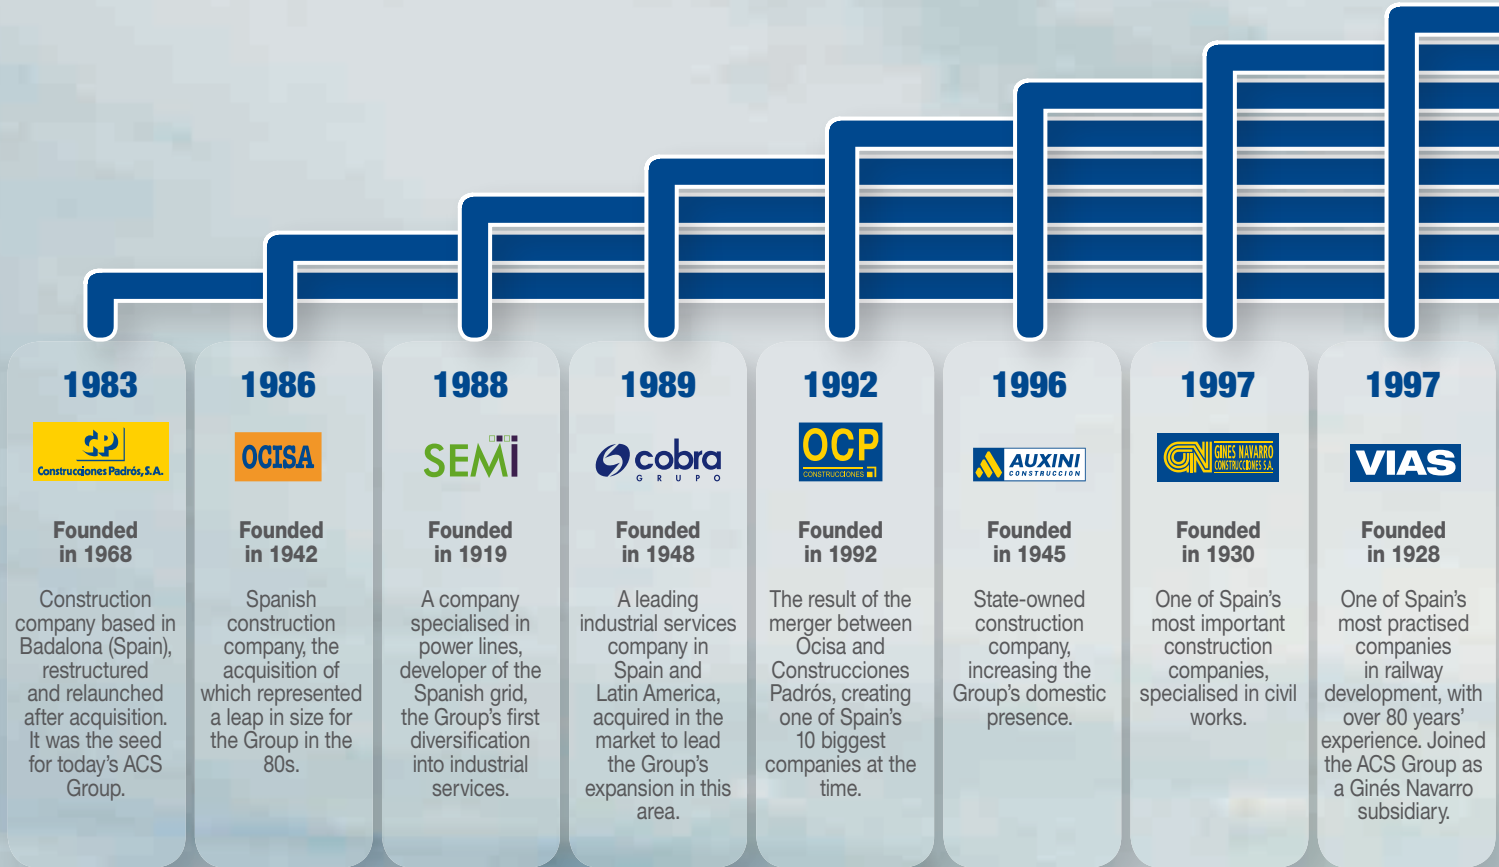 1983
CP
Construcciones Padrós, S.A.
Founded
in 1968
Construction
company based in
Badalona (Spain),
restructured
and relaunched
after acquisition.
It was the seed
for today's ACS
Group.
1986
OCISA
Founded
in 1942
Spanish
construction
company, the
acquisition of
which represented
a leap in size for
the Group in the
80s.
1988
SEMI
Founded
in 1919
A company
specialised in
power lines,
developer of the
Spanish grid,
the Group's first
diversification
into industrial
services.
1989
cobra
GRUPO
Founded
in 1948
A leading
industrial services
company in
Spain and
Latin America,
acquired in the
market to lead
the Group's
expansion in this
area.
1992
OCP
CONSTRUCCIONES
Founded
in 1992
The result of the
merger between
Ocisa and
Construcciones
Padrós, creating
one of Spain's
10 biggest
companies at the
time.
1996
AUXINI
CONSTRUCCION
Founded
in 1945
State-owned
construction
company,
increasing the
Group's domestic
presence.
1997
GN
GINES NAVARRO
CONSTRUCCIONES S.A.
Founded
in 1930
One of Spain's
most important
construction
companies,
specialised in civil
works.
1997
VIAS
Founded
in 1928
One of Spain's
most practised
companies
in railway
development, with
over 80 years'
experience. Joined
the ACS Group as
a Ginés Navarro
subsidiary.